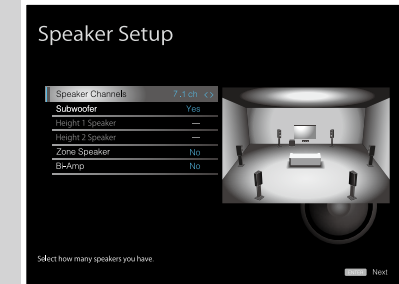 Speaker Setup
Speaker Channels 7.1 ch < >
Subwoofer Yes
Height 1 Speaker —
Height 2 Speaker —
Zone Speaker No
Bi-Amp No
Select how many speakers you have.
ENTER Next